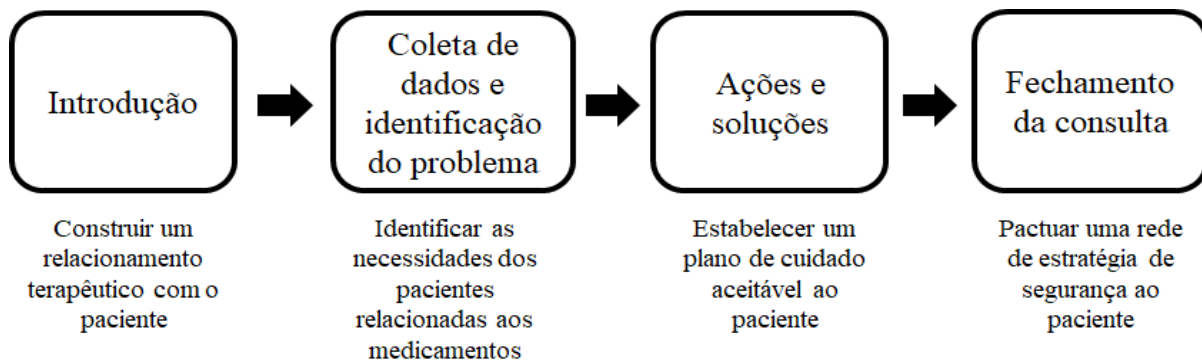 Introdução
Coleta de
dados e
identificação
do problema
Ações e
soluções
Fechamento
da consulta
Construir um
relacionamento
terapêutico com o
paciente
Identificar as
necessidades dos
pacientes
relacionadas aos
medicamentos
Estabelecer um
plano de cuidado
aceitável ao
paciente
Pactuar uma rede
de estratégia de
segurança ao
paciente